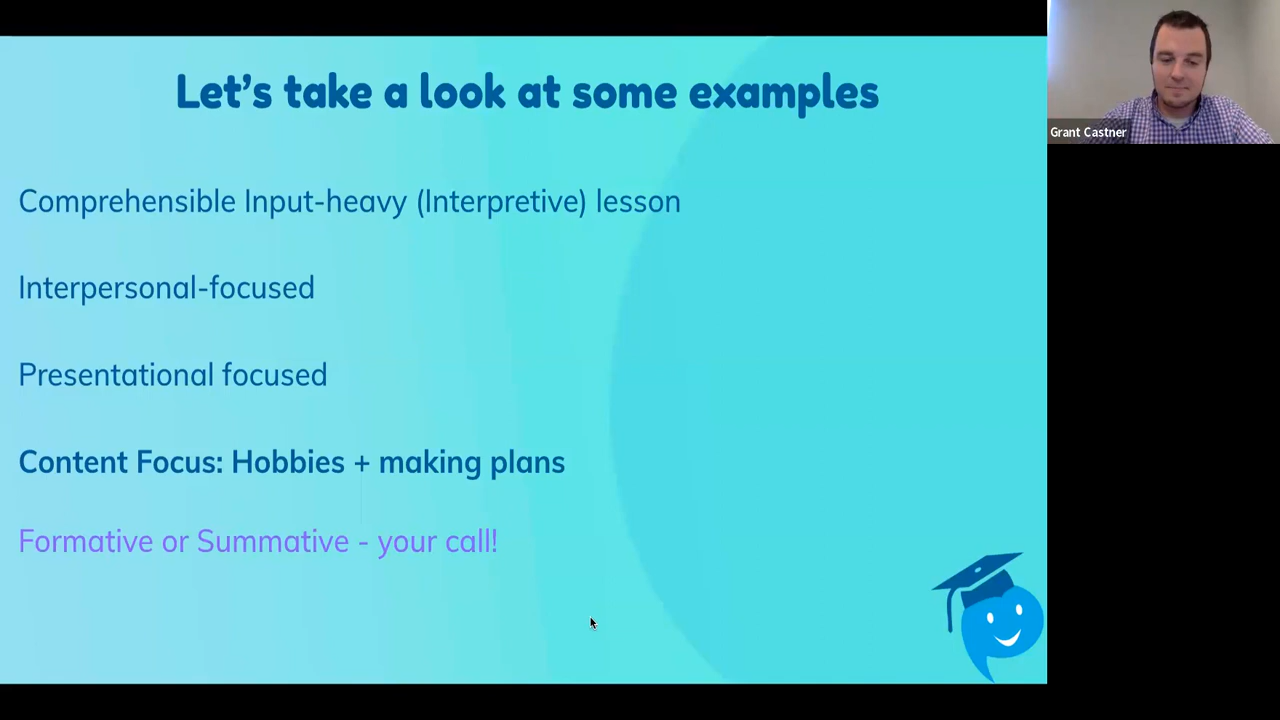 Let's take a look at some examples
Comprehensible Input-heavy (Interpretive) lesson
Interpersonal-focused
Presentational focused
Content Focus: Hobbies + making plans
Formative or Summative - your call!
Grant Castner